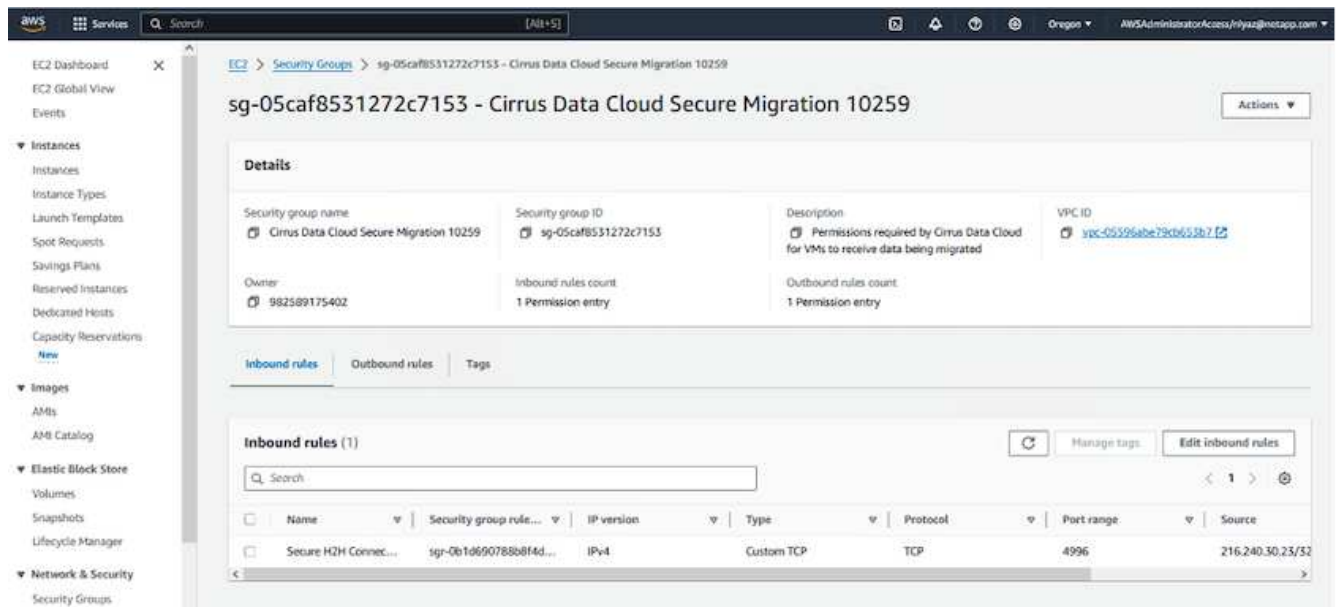 aws Services Search [Alt+S] Oregon AWSAdministratorAccess/niyaz@netapp.com
EC2 Dashboard
EC2 Global View
Events
Instances
Instances
Instance Types
Launch Templates
Spot Requests
Savings Plans
Reserved Instances
Dedicated Hosts
Capacity Reservations
New
Images
AMIs
AMI Catalog
Elastic Block Store
Volumes
Snapshots
Lifecycle Manager
Network & Security
Security Groups
EC2 > Security Groups > sg-05caf8531272c7153 - Cirrus Data Cloud Secure Migration 10259
sg-05caf8531272c7153 - Cirrus Data Cloud Secure Migration 10259
Actions
Details
Security group name
Cirrus Data Cloud Secure Migration 10259
Security group ID
sg-05caf8531272c7153
Description
Permissions required by Cirrus Data Cloud
for VMs to receive data being migrated
VPC ID
vpc-05596abe79cb653b7
Owner
982589175402
Inbound rules count
1 Permission entry
Outbound rules count
1 Permission entry
Inbound rules Outbound rules Tags
Inbound rules (1)
Manage tags Edit inbound rules
Search
1
Name Security group rule... IP version Type Protocol Port range Source
Secure H2H Connec... sgr-0b1d690788b8f4d... IPv4 Custom TCP TCP 4996 216.240.30.23/32